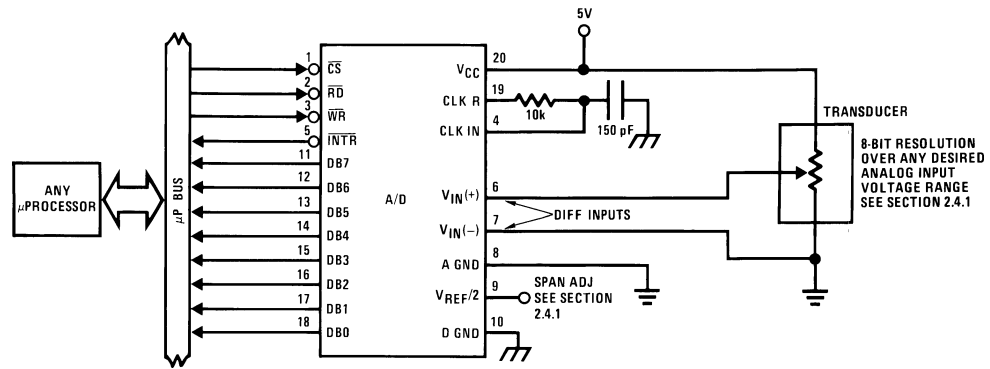 5V
1
CS
2
RD
3
WR
5
INTR
11
DB7
12
DB6
13
DB5
14
DB4
15
DB3
16
DB2
17
DB1
18
DB0
ANY
µPROCESSOR
µP BUS
A/D
20
VCC
19
CLK R
4
CLK IN
10k
150 pF
6
VIN(+)
7
VIN(−)
DIFF INPUTS
8
A GND
9
VREF/2
10
D GND
SPAN ADJ
SEE SECTION
2.4.1
TRANSDUCER
8-BIT RESOLUTION
OVER ANY DESIRED
ANALOG INPUT
VOLTAGE RANGE
SEE SECTION 2.4.1